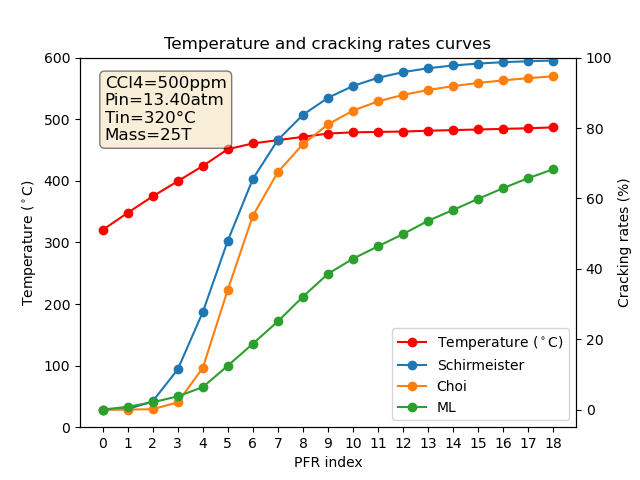 Temperature and cracking rates curves
CCl4=500ppm
Pin=13.40atm
Tin=320°C
Mass=25T
600
500
400
300
200
100
0
Temperature (°C)
100
80
60
40
20
0
Cracking rates (%)
Temperature (°C)
Schirmeister
Choi
ML
0 1 2 3 4 5 6 7 8 9 10 11 12 13 14 15 16 17 18
PFR index